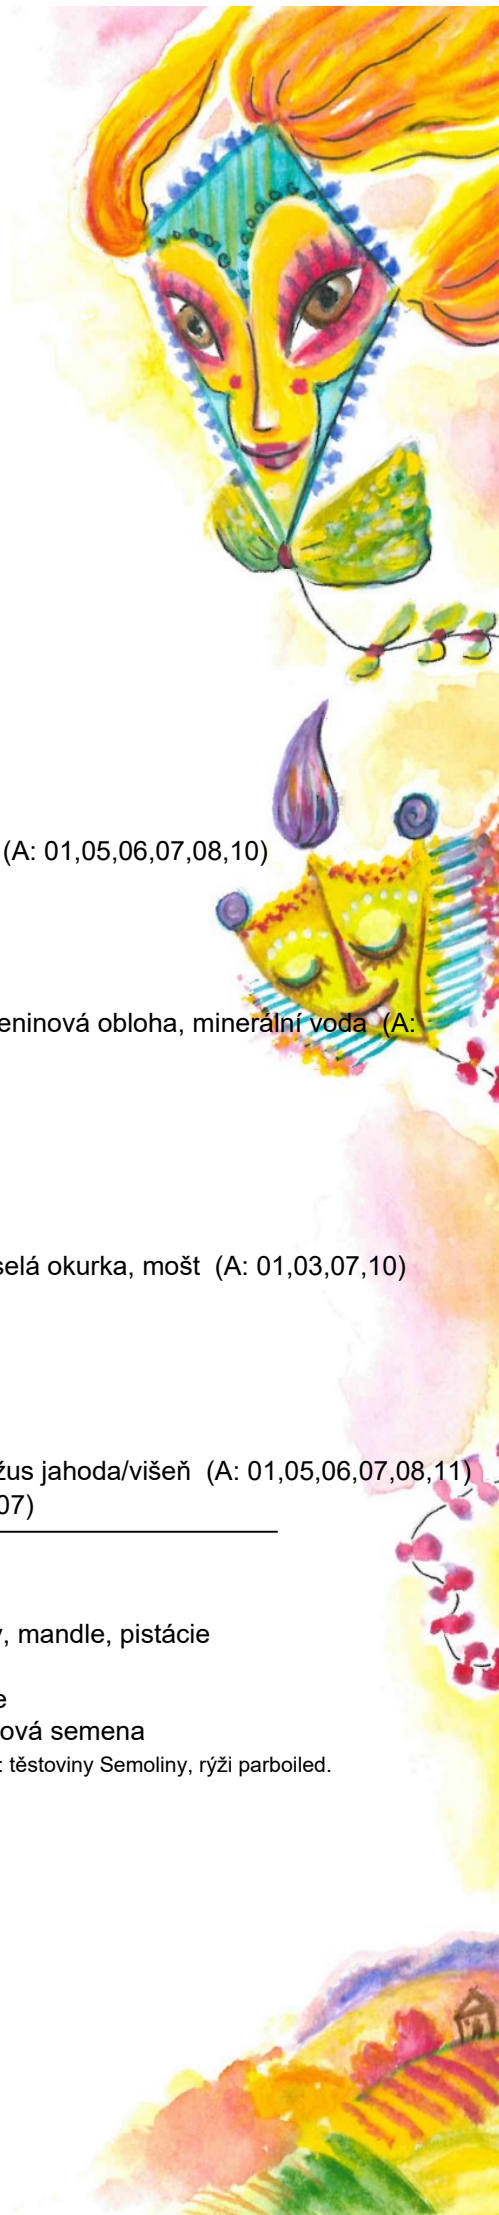 (A: 01,05,06,07,08,10)
eninová obloha, minerální voda (A:
selá okurka, mošt (A: 01,03,07,10)
žus jahoda/višeň (A: 01,05,06,07,08,11)
07)
, mandle, pistácie
e
ová semena
: těstoviny Semoliny, rýži parboiled.